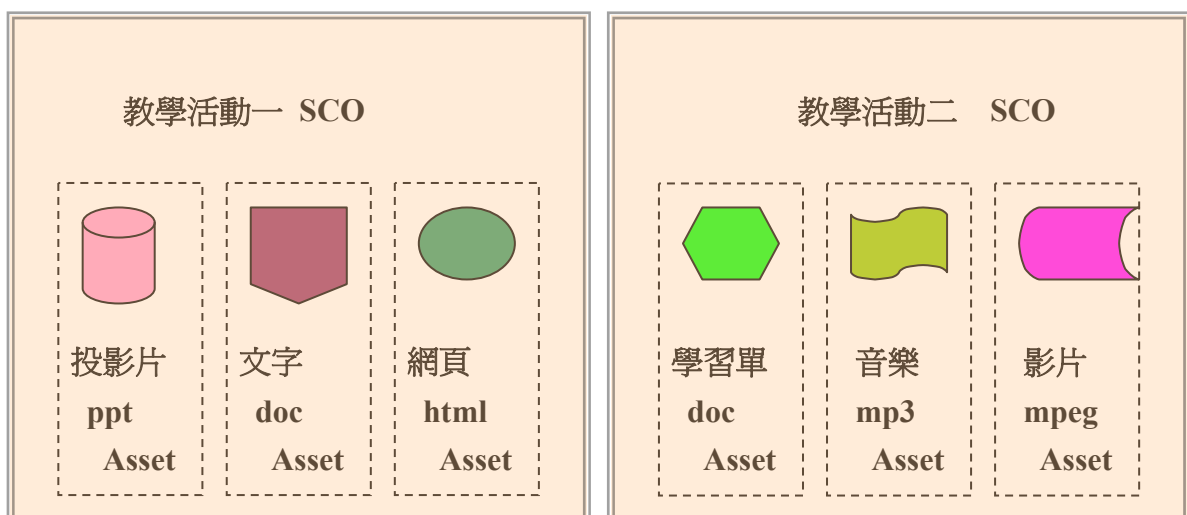 教學活動一 SCO
投影片
ppt
Asset
文字
doc
Asset
網頁
html
Asset
教學活動二 SCO
學習單
doc
Asset
音樂
mp3
Asset
影片
mpeg
Asset